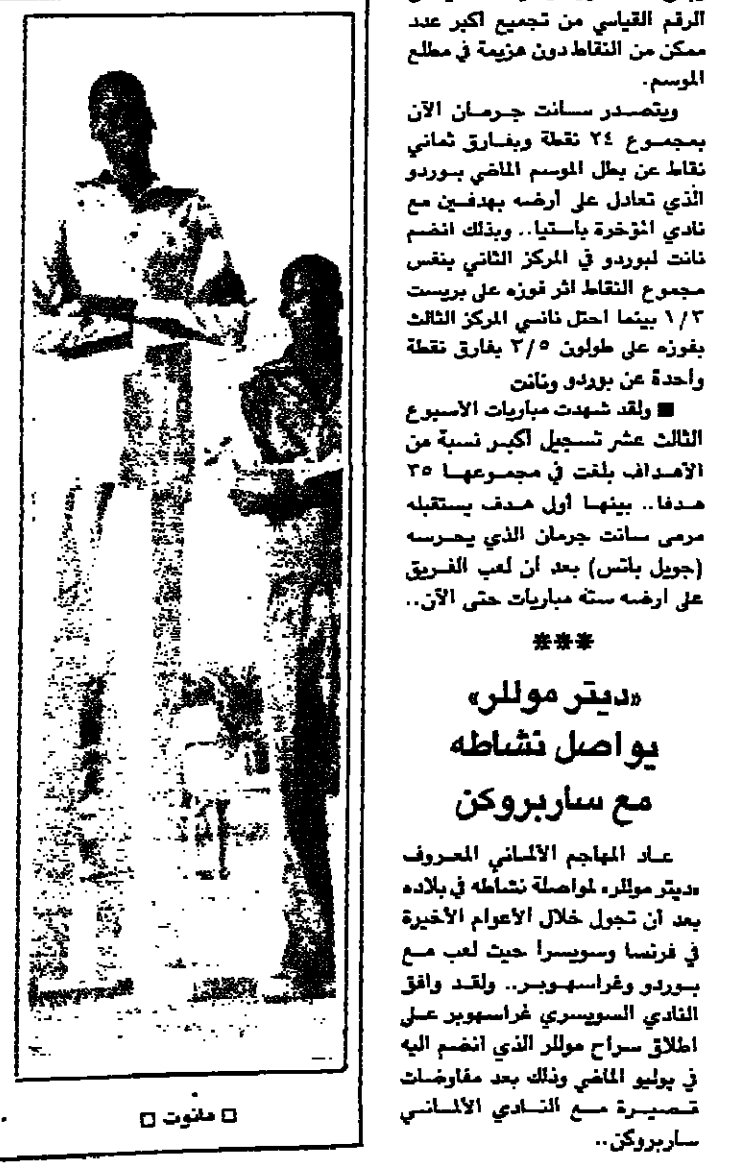 الرقم القياسي من تجميع اكبر عدد
ممكن من النقاط دون هزيمة في مطلع
الموسم.
ويتصدر سانت جرمان الآن
بمجموع ٢٤ نقطة وبفارق ثماني
نقاط عن بطل الموسم الماضي بوردو
الذي تعادل على أرضه بهدفين مع
نادي المؤخرة باستيا.. وبذلك انضم
نانت لبوردو في المركز الثاني بنفس
مجموع النقاط اثر فوزه على بريست
١/٣ بينما احتل نانسي المركز الثالث
بفوزه على طولون ٢/٥ بفارق نقطة
واحدة عن بوردو ونانت
■ ولقد شهدت مباريات الاسبوع
الثالث عشر تسجيل اكبر نسبة من
الأهداف بلغت في مجموعها ٣٥
هدفا.. بينها أول هدف يستقبله
مرمى سانت جرمان الذي يحرسه
(جويل باتس) بعد ان لعب الفريق
على ارضه سته مباريات حتى الآن..
***
«ديتر موللر»
يواصل نشاطه
مع ساربروكن
عاد المهاجم الألماني المعروف
«ديتر موللر» لمواصلة نشاطه في بلاده
بعد أن تجول خلال الأعوام الأخيرة
في فرنسا وسويسرا حيث لعب مع
بوردو وغراسهوبر.. ولقد وافق
النادي السويسري غراسهوبر على
اطلاق سراح موللر الذي انضم اليه
في يوليو الماضي وذلك بعد مفاوضات
قصيرة مع النادي الألماني
ساربروكن..
□ مانوت □